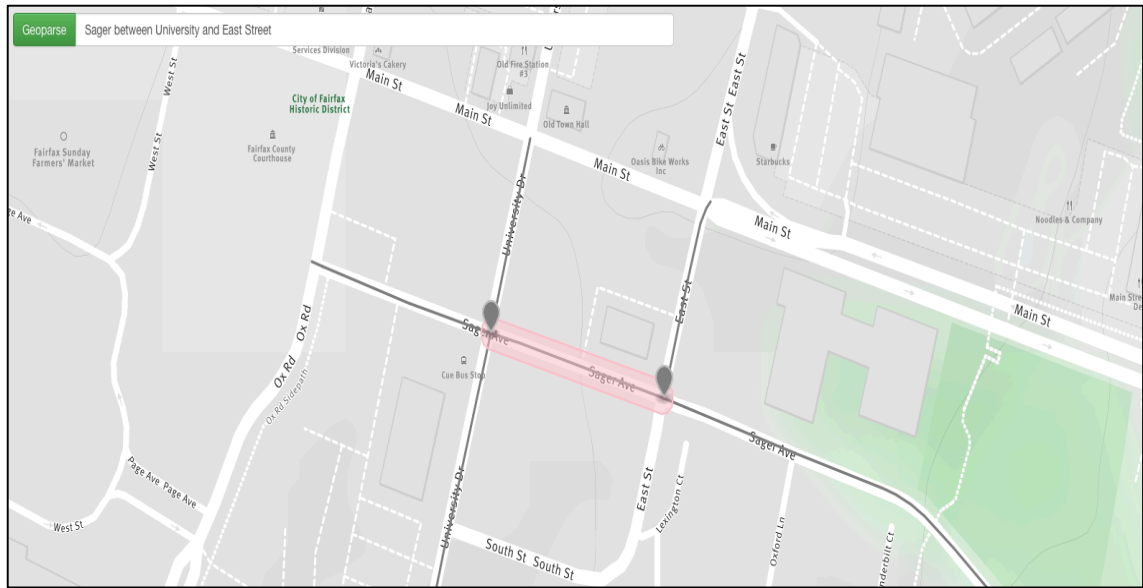 Geoparse
Sager between University and East Street
Services Division
Victoria's Cakery
Old Fire Station
#3
West St
Main St
City of Fairfax
Historic District
Joy Unlimited
Main St
Old Town Hall
East St East St
Fairfax Sunday
Farmers' Market
Fairfax County
Courthouse
West St
Main St
Oasis Bike Works
Inc
Starbucks
Noodles & Company
University Dr
Main St
East St
Ox Rd
Main St
Sager Ave
Cue Bus Stop
Sager Ave
Ox Rd
Ox Rd Sidepath
Sager Ave
Page Ave Page Ave
University Dr
East St
Lexington Ct
West St
South St South St
Oxford Ln